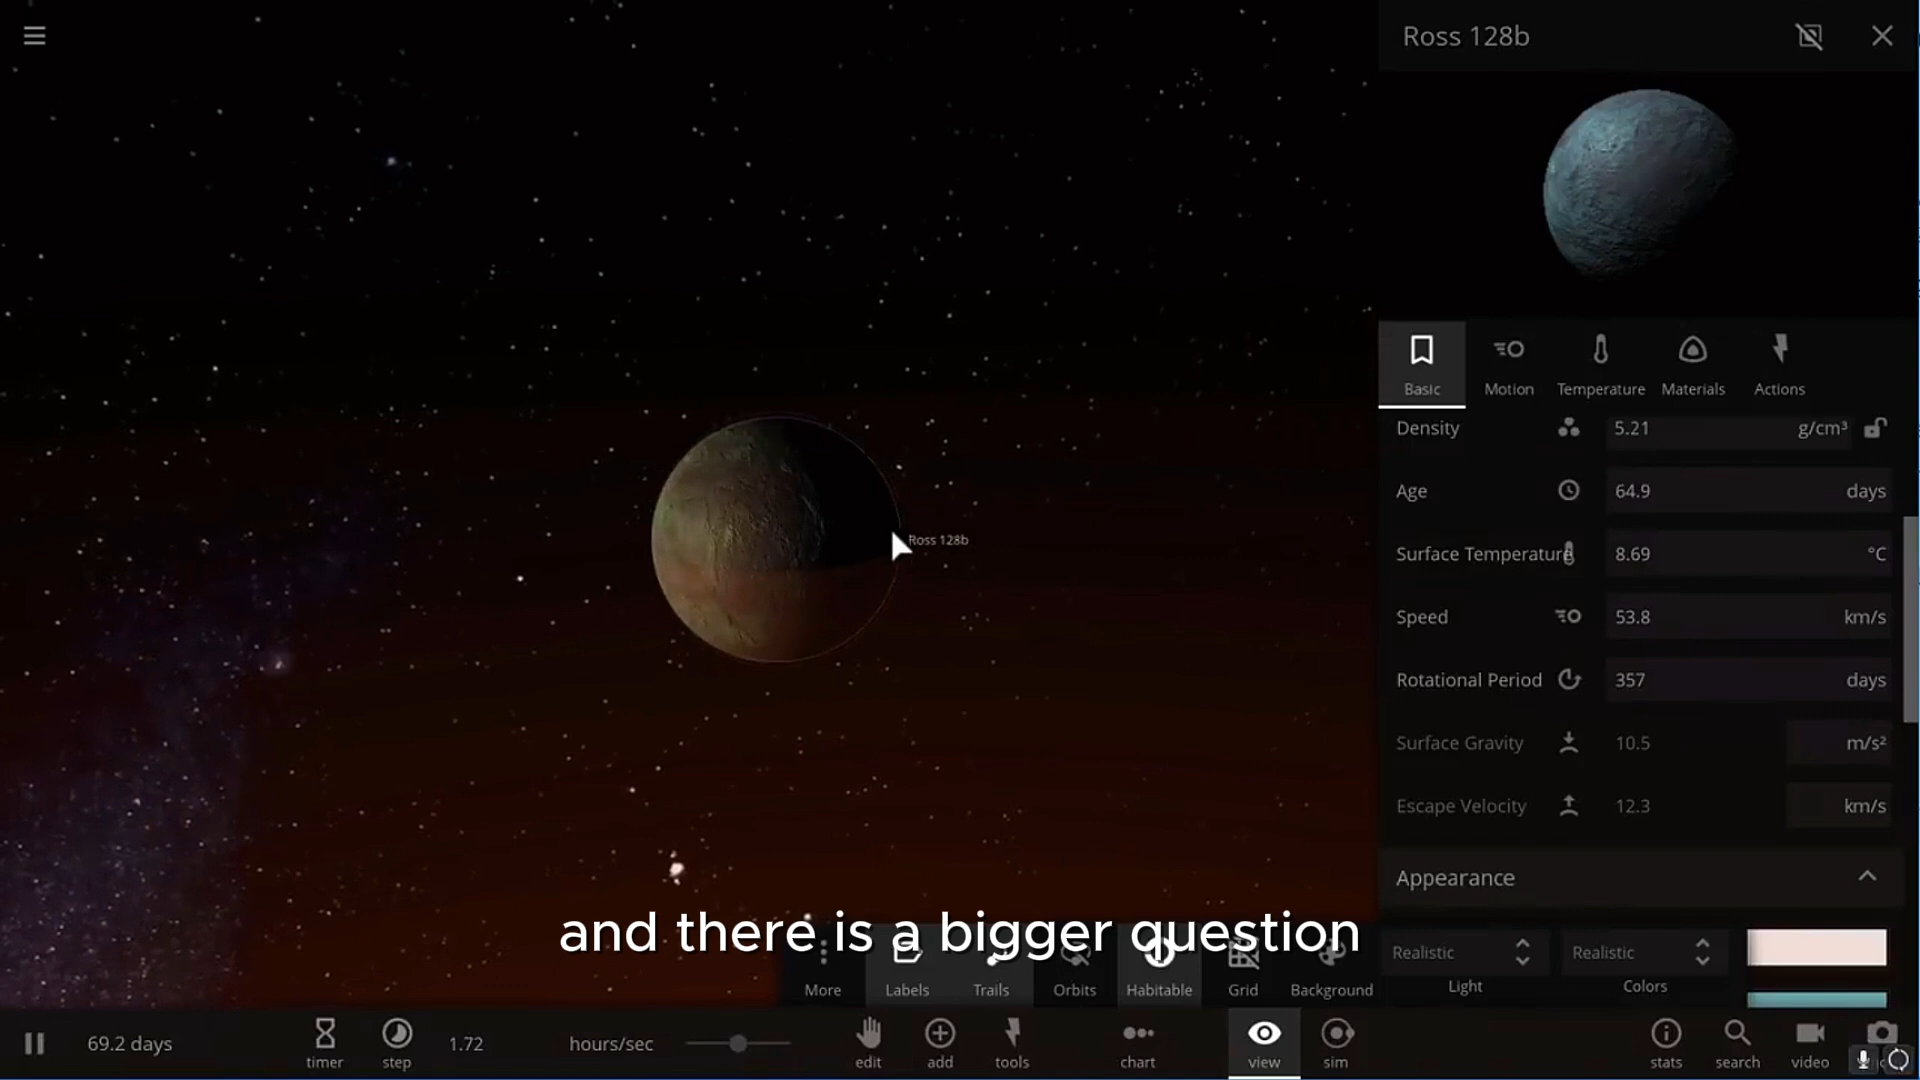 Ross 128b
Basic
Motion
Temperature
Materials
Actions
Density 5.21 g/cm³
Age 64.9 days
Surface Temperature 8.69 °C
Speed 53.8 km/s
Rotational Period 357 days
Surface Gravity 10.5 m/s²
Escape Velocity 12.3 km/s
Appearance
Realistic Realistic
Light Colors
Ross 128b
and there is a bigger question
More Labels Trails Orbits Habitable Grid Background
69.2 days timer step 1.72 hours/sec edit add tools chart view sim stats search video